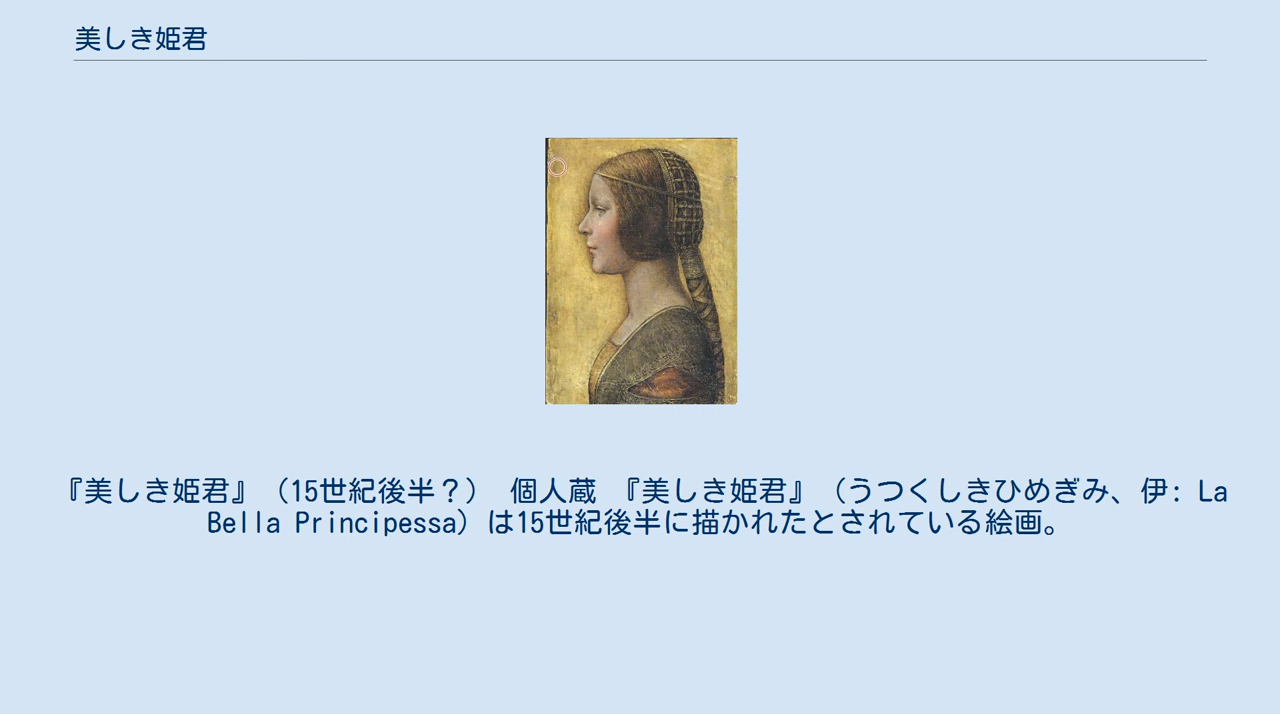 美しき姫君
『美しき姫君』（15世紀後半？） 個人蔵 『美しき姫君』（うつくしきひめぎみ、伊: La
Bella Principessa）は15世紀後半に描かれたとされている絵画。